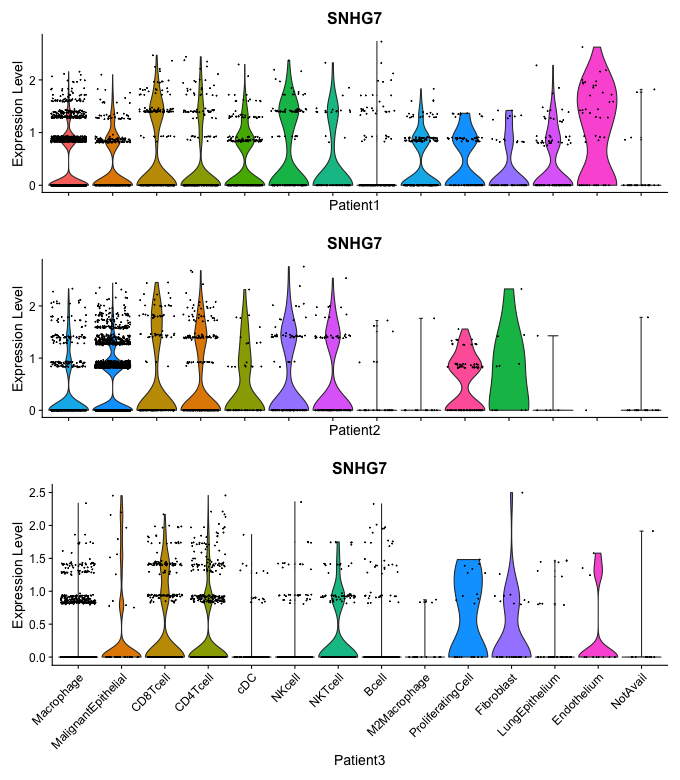 SNHG7
Expression Level
2
1
0
Patient1
SNHG7
Expression Level
2
1
0
Patient2
SNHG7
Expression Level
2.5
2.0
1.5
1.0
0.5
0.0
Macrophage
MalignantEpithelial
CD8Tcell
CD4Tcell
cDC
NKcell
NKTcell
Bcell
M2Macrophage
ProliferatingCell
Fibroblast
LungEpithelium
Endothelium
NotAvail
Patient3